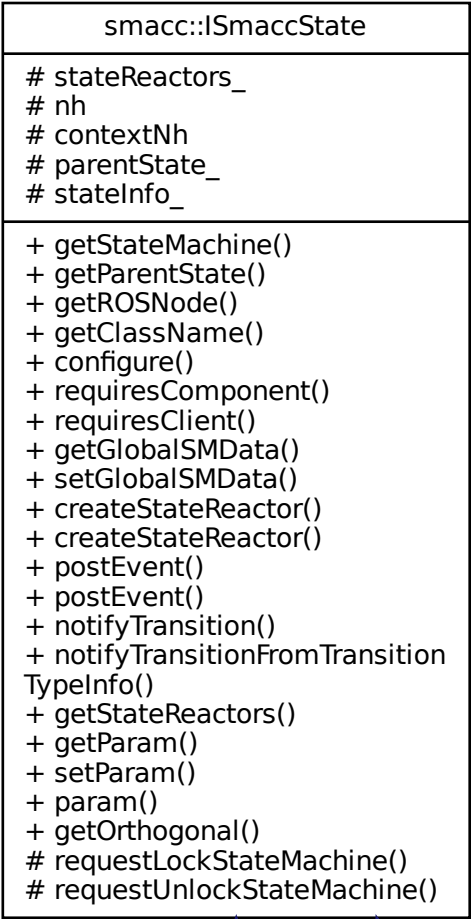 smacc::ISmaccState
# stateReactors_
# nh
# contextNh
# parentState_
# stateInfo_
+ getStateMachine()
+ getParentState()
+ getROSNode()
+ getClassName()
+ configure()
+ requiresComponent()
+ requiresClient()
+ getGlobalSMData()
+ setGlobalSMData()
+ createStateReactor()
+ createStateReactor()
+ postEvent()
+ postEvent()
+ notifyTransition()
+ notifyTransitionFromTransition
TypeInfo()
+ getStateReactors()
+ getParam()
+ setParam()
+ param()
+ getOrthogonal()
# requestLockStateMachine()
# requestUnlockStateMachine()